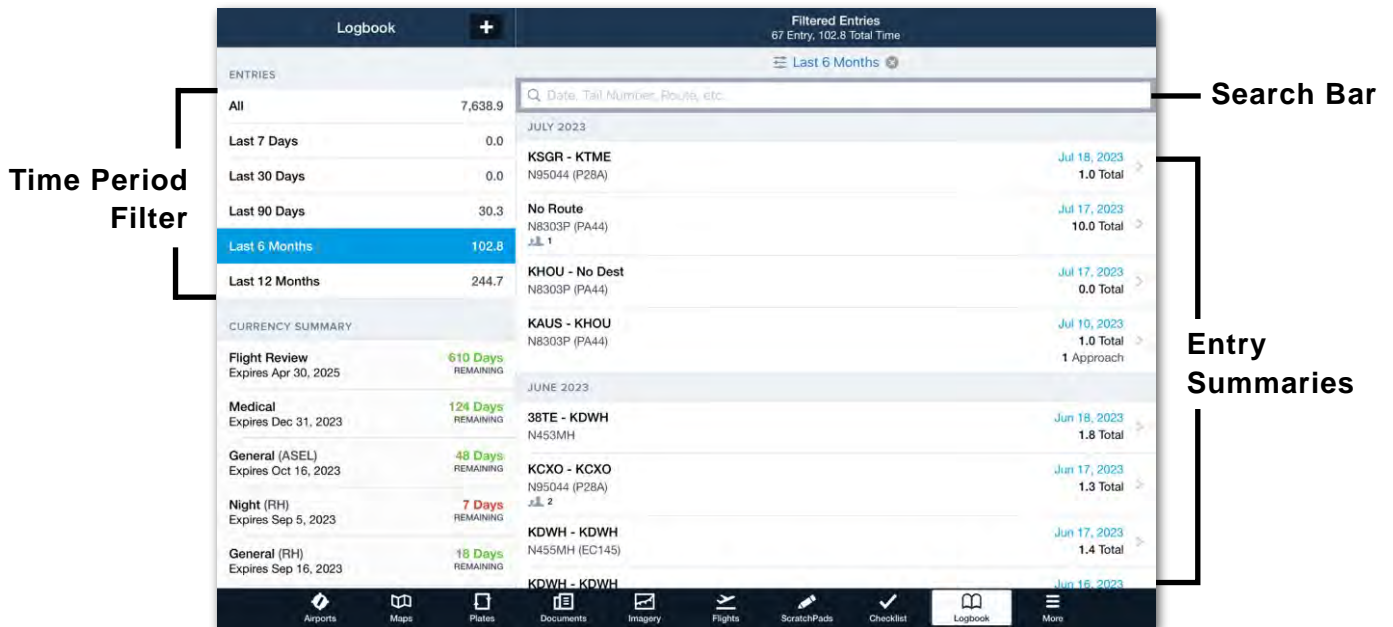 Logbook
+
Filtered Entries
67 Entry, 102.8 Total Time
Last 6 Months
ENTRIES
All 7,638.9
Last 7 Days 0.0
Last 30 Days 0.0
Last 90 Days 30.3
Last 6 Months 102.8
Last 12 Months 244.7
CURRENCY SUMMARY
Flight Review 610 Days
Expires Apr 30, 2025 REMAINING
Medical 124 Days
Expires Dec 31, 2023 REMAINING
General (ASEL) 48 Days
Expires Oct 16, 2023 REMAINING
Night (RH) 7 Days
Expires Sep 5, 2023 REMAINING
General (RH) 18 Days
Expires Sep 16, 2023 REMAINING
Date, Tail Number, Route, etc...
JULY 2023
KSGR - KTME Jul 18, 2023
N95044 (P28A) 1.0 Total
No Route Jul 17, 2023
N8303P (PA44) 10.0 Total
1
KHOU - No Dest Jul 17, 2023
N8303P (PA44) 0.0 Total
KAUS - KHOU Jul 10, 2023
N8303P (PA44) 1.0 Total
1 Approach
JUNE 2023
38TE - KDWH Jun 18, 2023
N453MH 1.8 Total
KCXO - KCXO Jun 17, 2023
N95044 (P28A) 1.3 Total
2
KDWH - KDWH Jun 17, 2023
N455MH (EC145) 1.4 Total
KDWH - KDWH Jun 16, 2023
Airports Maps Plates Documents Imagery Flights ScratchPads Checklist Logbook More
Time Period
Filter
Search Bar
Entry
Summaries